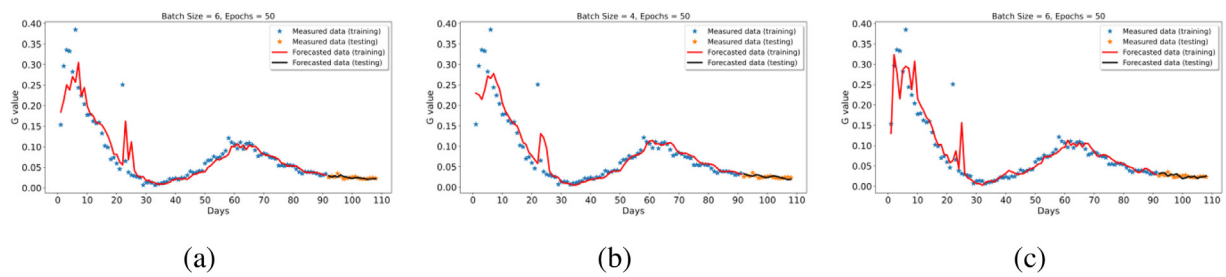 Batch Size = 6, Epochs = 50
G value
0.40
0.35
0.30
0.25
0.20
0.15
0.10
0.05
0.00
Measured data (training)
Measured data (testing)
Forecasted data (training)
Forecasted data (testing)
0 10 20 30 40 50 60 70 80 90 100 110
Days
(a)
Batch Size = 4, Epochs = 50
G value
0.40
0.35
0.30
0.25
0.20
0.15
0.10
0.05
0.00
Measured data (training)
Measured data (testing)
Forecasted data (training)
Forecasted data (testing)
0 10 20 30 40 50 60 70 80 90 100 110
Days
(b)
Batch Size = 6, Epochs = 50
G value
0.40
0.35
0.30
0.25
0.20
0.15
0.10
0.05
0.00
Measured data (training)
Measured data (testing)
Forecasted data (training)
Forecasted data (testing)
0 10 20 30 40 50 60 70 80 90 100 110
Days
(c)